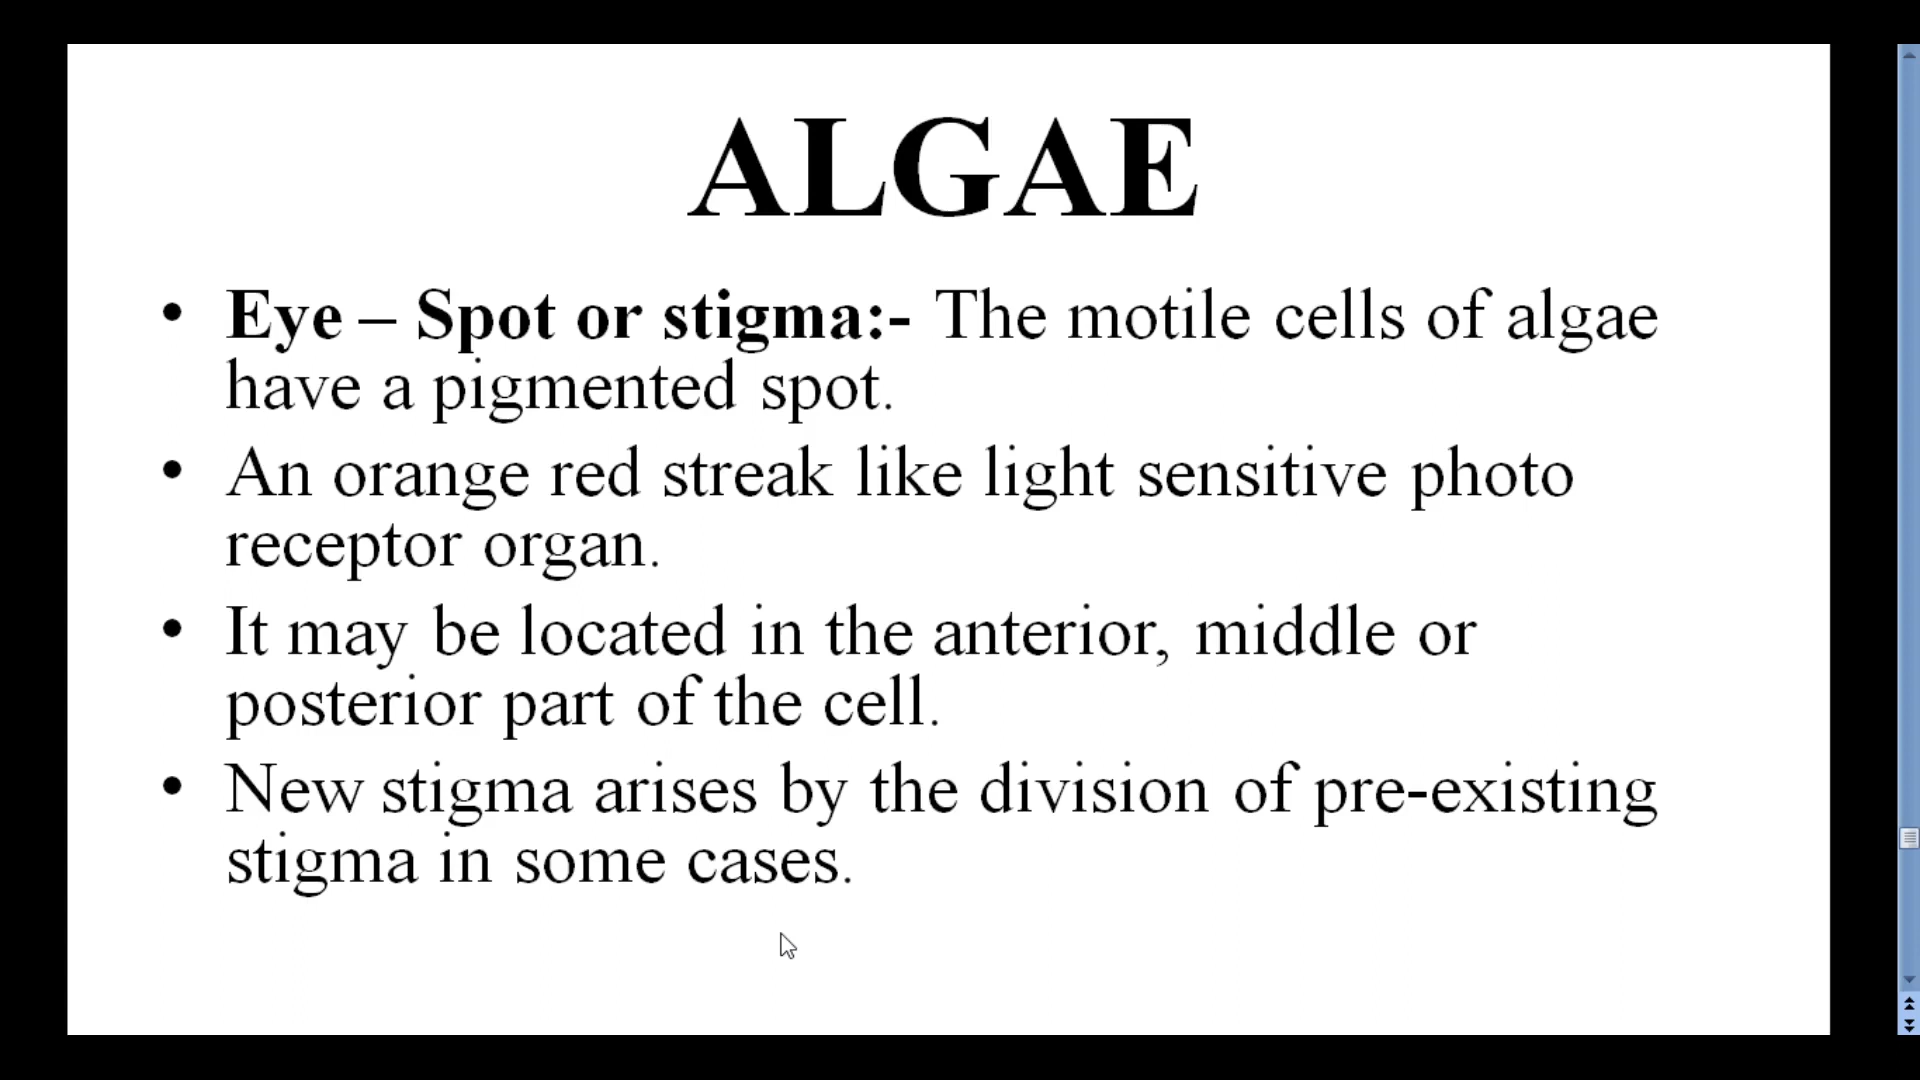 ALGAE
• Eye – Spot or stigma:- The motile cells of algae
have a pigmented spot.
• An orange red streak like light sensitive photo
receptor organ.
• It may be located in the anterior, middle or
posterior part of the cell.
• New stigma arises by the division of pre-existing
stigma in some cases.